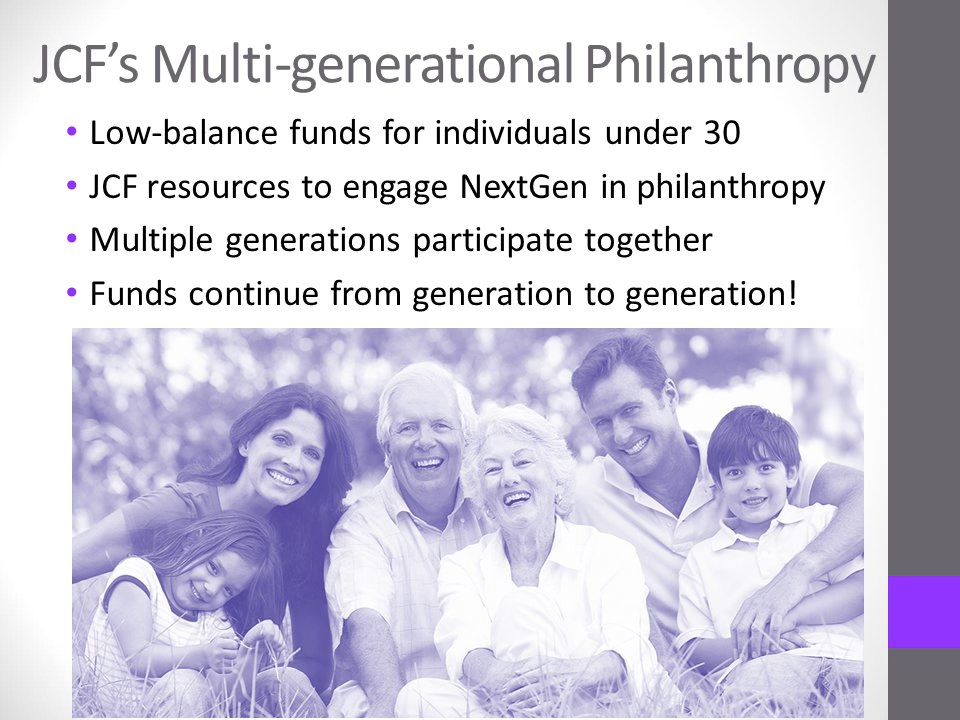 JCF’s Multi-generational Philanthropy
• Low-balance funds for individuals under 30
• JCF resources to engage NextGen in philanthropy
• Multiple generations participate together
• Funds continue from generation to generation!